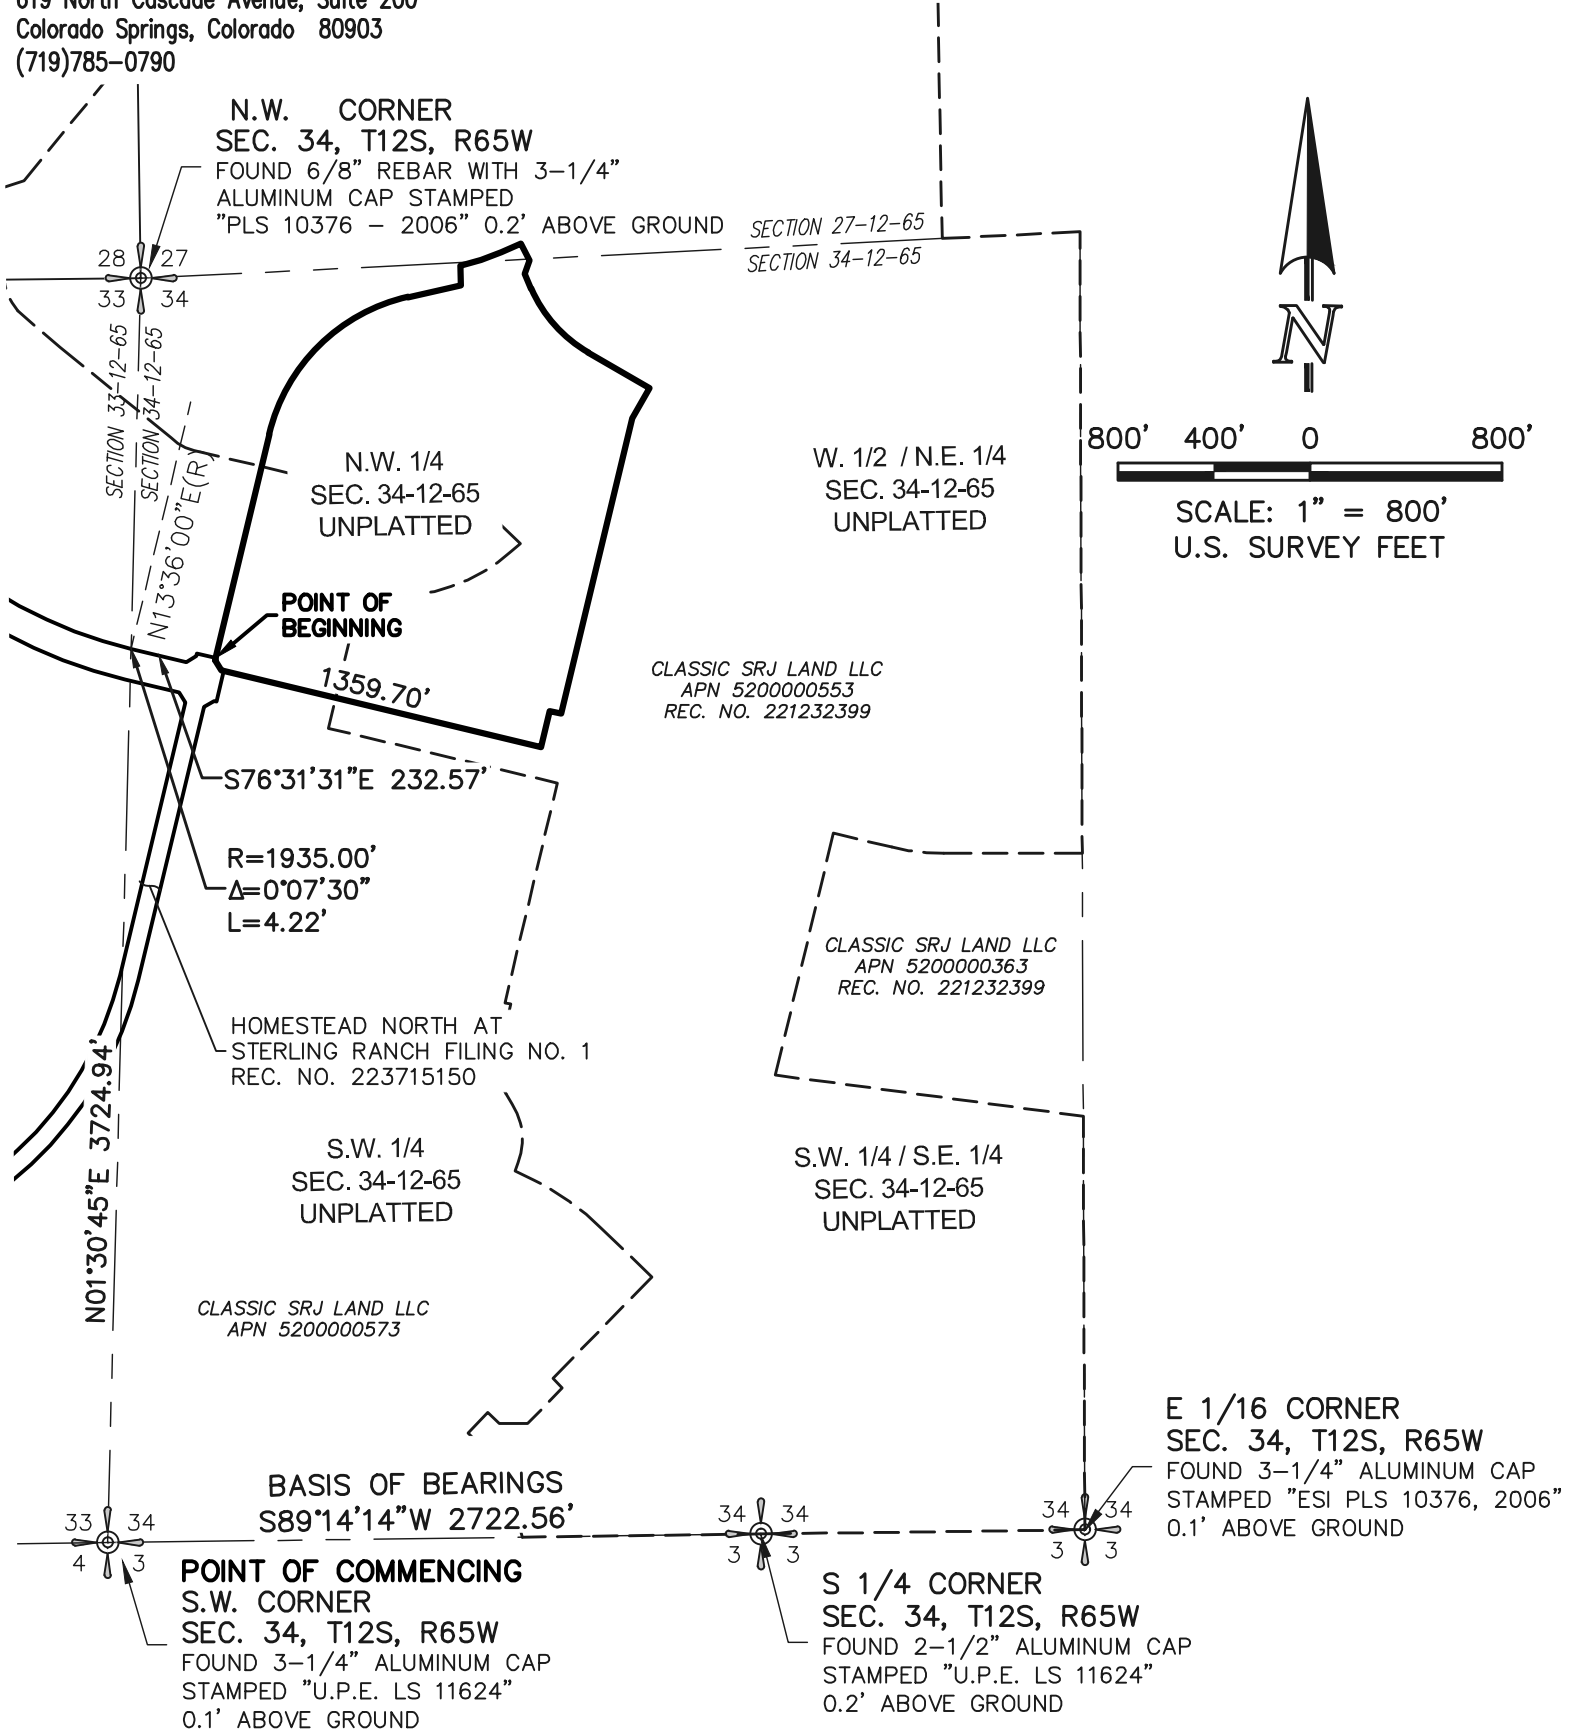 619 North Cascade Avenue, Suite 200
Colorado Springs, Colorado 80903
(719)785–0790
N.W. CORNER
SEC. 34, T12S, R65W
FOUND 6/8" REBAR WITH 3–1/4"
ALUMINUM CAP STAMPED
"PLS 10376 – 2006" 0.2' ABOVE GROUND
SECTION 27-12-65
SECTION 34-12-65
28 27
33 34
SECTION 33-12-65
SECTION 34-12-65
N13°36'00"E(R)
N
800' 400' 0 800'
SCALE: 1" = 800'
U.S. SURVEY FEET
N.W. 1/4
SEC. 34-12-65
UNPLATTED
W. 1/2 / N.E. 1/4
SEC. 34-12-65
UNPLATTED
POINT OF
BEGINNING
1359.70'
CLASSIC SRJ LAND LLC
APN 5200000553
REC. NO. 221232399
S76°31'31"E 232.57'
R=1935.00'
Δ=0°07'30"
L=4.22'
CLASSIC SRJ LAND LLC
APN 5200000363
REC. NO. 221232399
HOMESTEAD NORTH AT
STERLING RANCH FILING NO. 1
REC. NO. 223715150
N01°30'45"E 3724.94'
S.W. 1/4
SEC. 34-12-65
UNPLATTED
S.W. 1/4 / S.E. 1/4
SEC. 34-12-65
UNPLATTED
CLASSIC SRJ LAND LLC
APN 5200000573
E 1/16 CORNER
SEC. 34, T12S, R65W
FOUND 3–1/4" ALUMINUM CAP
STAMPED "ESI PLS 10376, 2006"
0.1' ABOVE GROUND
BASIS OF BEARINGS
S89°14'14"W 2722.56'
33 34
4 3
34 34
3 3
34 34
3 3
POINT OF COMMENCING
S.W. CORNER
SEC. 34, T12S, R65W
FOUND 3–1/4" ALUMINUM CAP
STAMPED "U.P.E. LS 11624"
0.1' ABOVE GROUND
S 1/4 CORNER
SEC. 34, T12S, R65W
FOUND 2–1/2" ALUMINUM CAP
STAMPED "U.P.E. LS 11624"
0.2' ABOVE GROUND